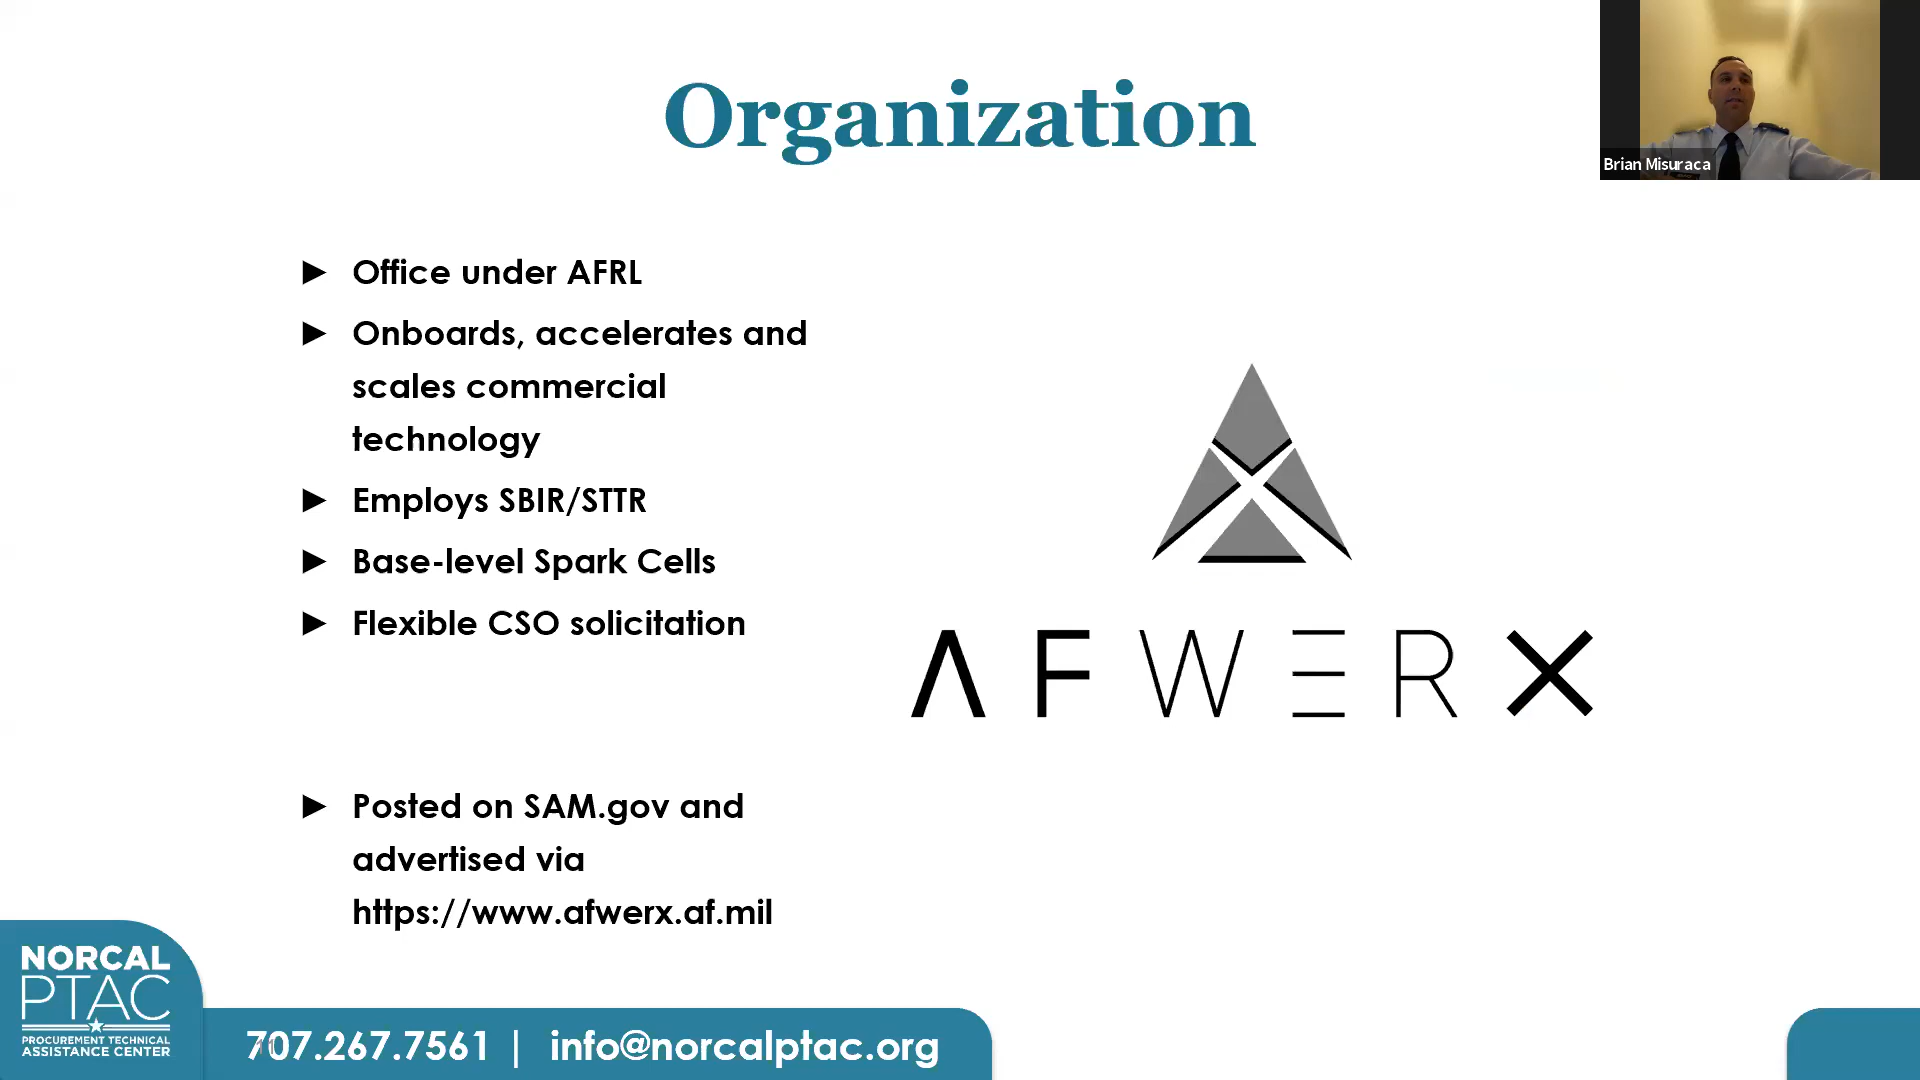 Organization
Brian Misuraca
► Office under AFRL
► Onboards, accelerates and
scales commercial
technology
► Employs SBIR/STTR
► Base-level Spark Cells
► Flexible CSO solicitation
AFWERX
► Posted on SAM.gov and
advertised via
https://www.afwerx.af.mil
NORCAL
PTAC
PROCUREMENT TECHNICAL
ASSISTANCE CENTER
707.267.7561 | info@norcalptac.org
11